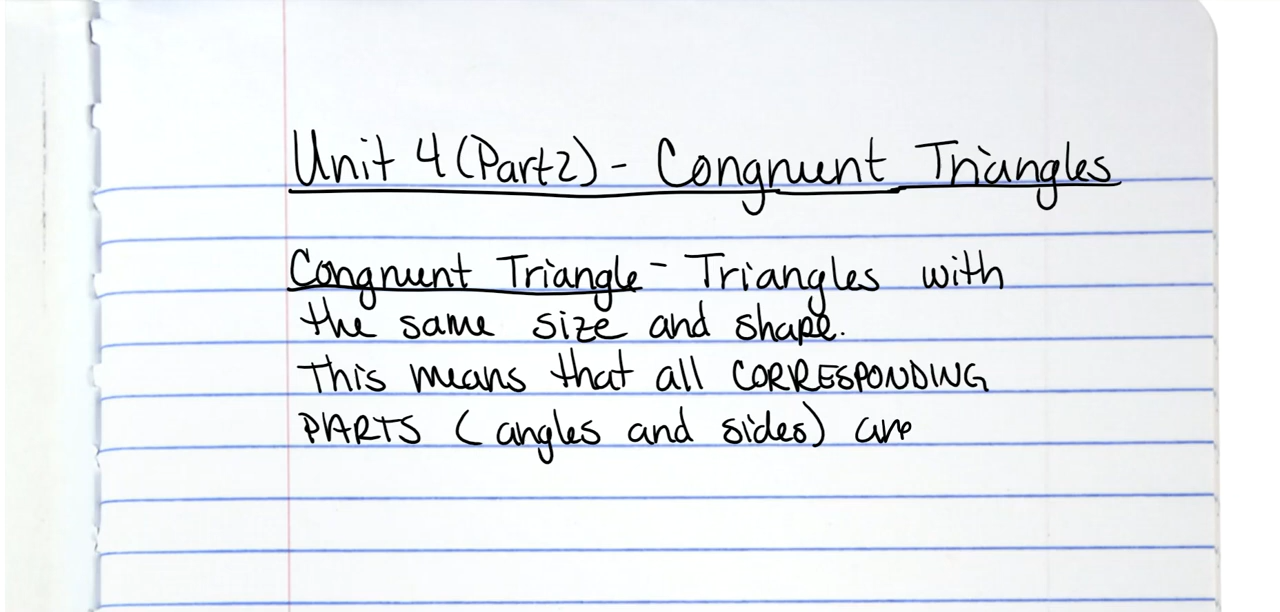 Unit 4 (Part 2) - Congruent Triangles
Congruent Triangle - Triangles with
the same size and shape.
This means that all CORRESPONDING
PARTS (angles and sides) are